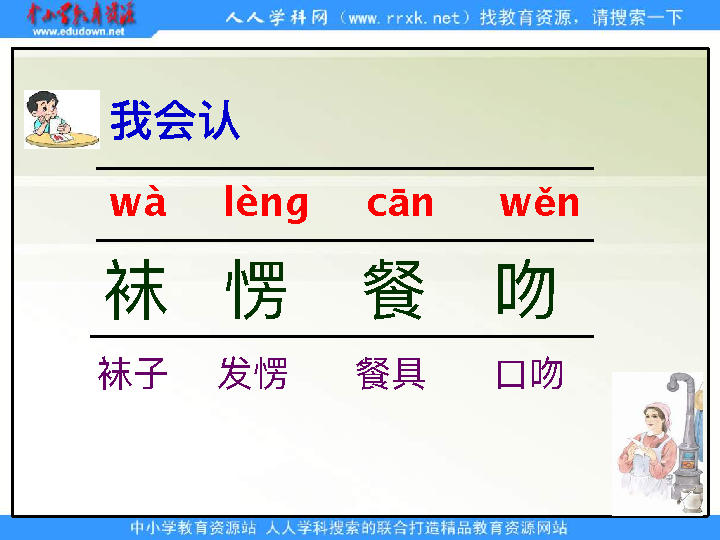 中小学教育资源
www.edudown.net
人人学科网（www.rrxk.net）找教育资源，请搜索一下
我会认
wà lèng cān wěn
袜 愣 餐 吻
袜子 发愣 餐具 口吻
中小学教育资源站 人人学科搜索的联合打造精品教育资源网站